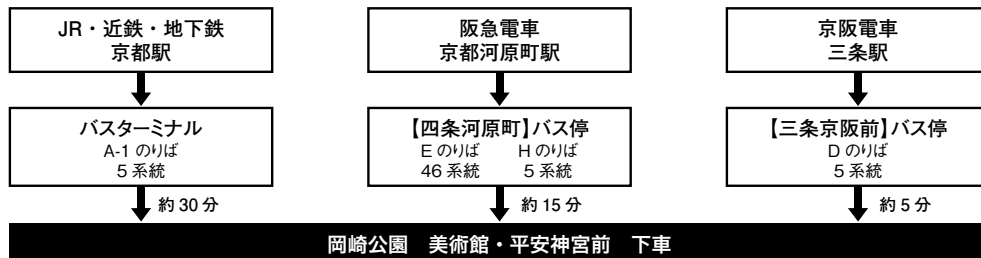 JR・近鉄・地下鉄
京都駅
バスターミナル
A-1 のりば
5 系統
約 30 分
阪急電車
京都河原町駅
【四条河原町】バス停
E のりば　H のりば
46 系統　5 系統
約 15 分
京阪電車
三条駅
【三条京阪前】バス停
D のりば
5 系統
約 5 分
岡崎公園　美術館・平安神宮前　下車